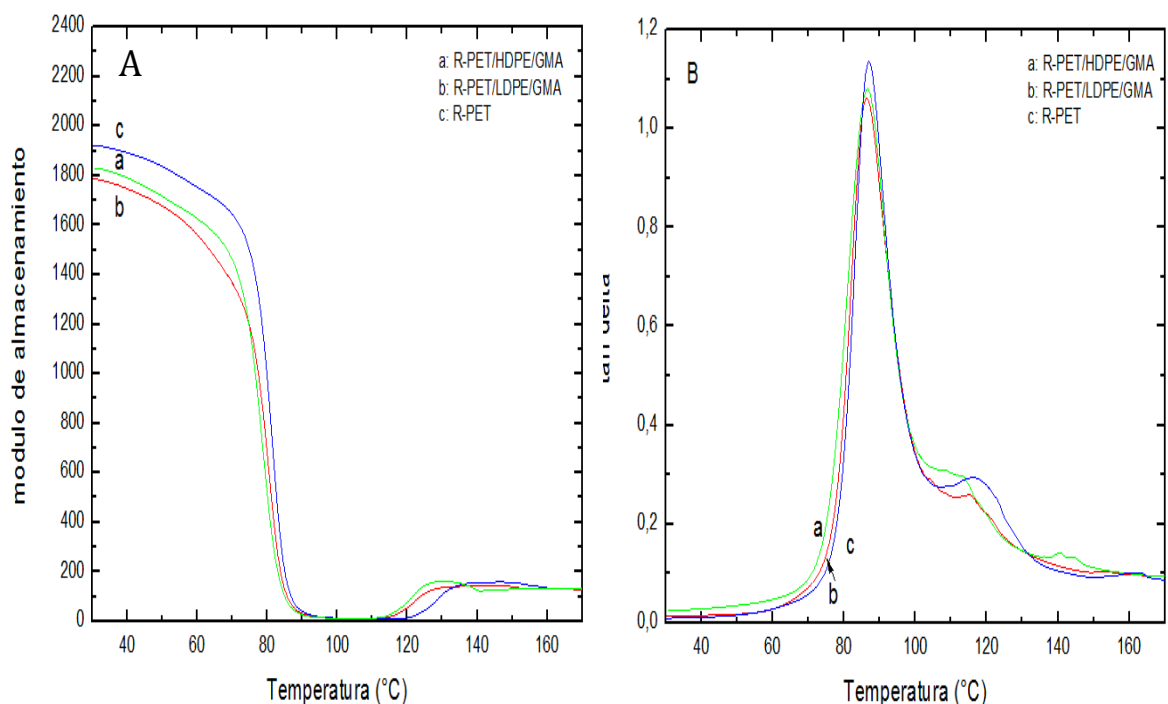 A
a: R-PET/HDPE/GMA
b: R-PET/LDPE/GMA
c: R-PET
2400
2200
2000
1800
1600
1400
1200
1000
800
600
400
200
0
c
a
b
modulo de almacenamiento
40 60 80 100 120 140 160
Temperatura (°C)
B
a: R-PET/HDPE/GMA
b: R-PET/LDPE/GMA
c: R-PET
1,2
1,0
0,8
0,6
0,4
0,2
0,0
a
c
b
tan delta
40 60 80 100 120 140 160
Temperatura (°C)